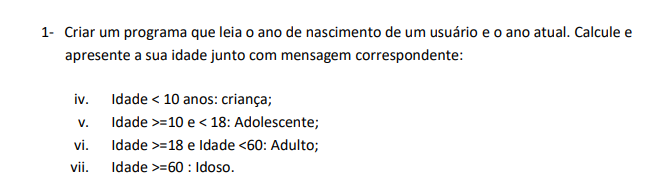 1- Criar um programa que leia o ano de nascimento de um usuário e o ano atual. Calcule e
apresente a sua idade junto com mensagem correspondente:
iv. Idade < 10 anos: criança;
v. Idade >=10 e < 18: Adolescente;
vi. Idade >=18 e Idade <60: Adulto;
vii. Idade >=60 : Idoso.